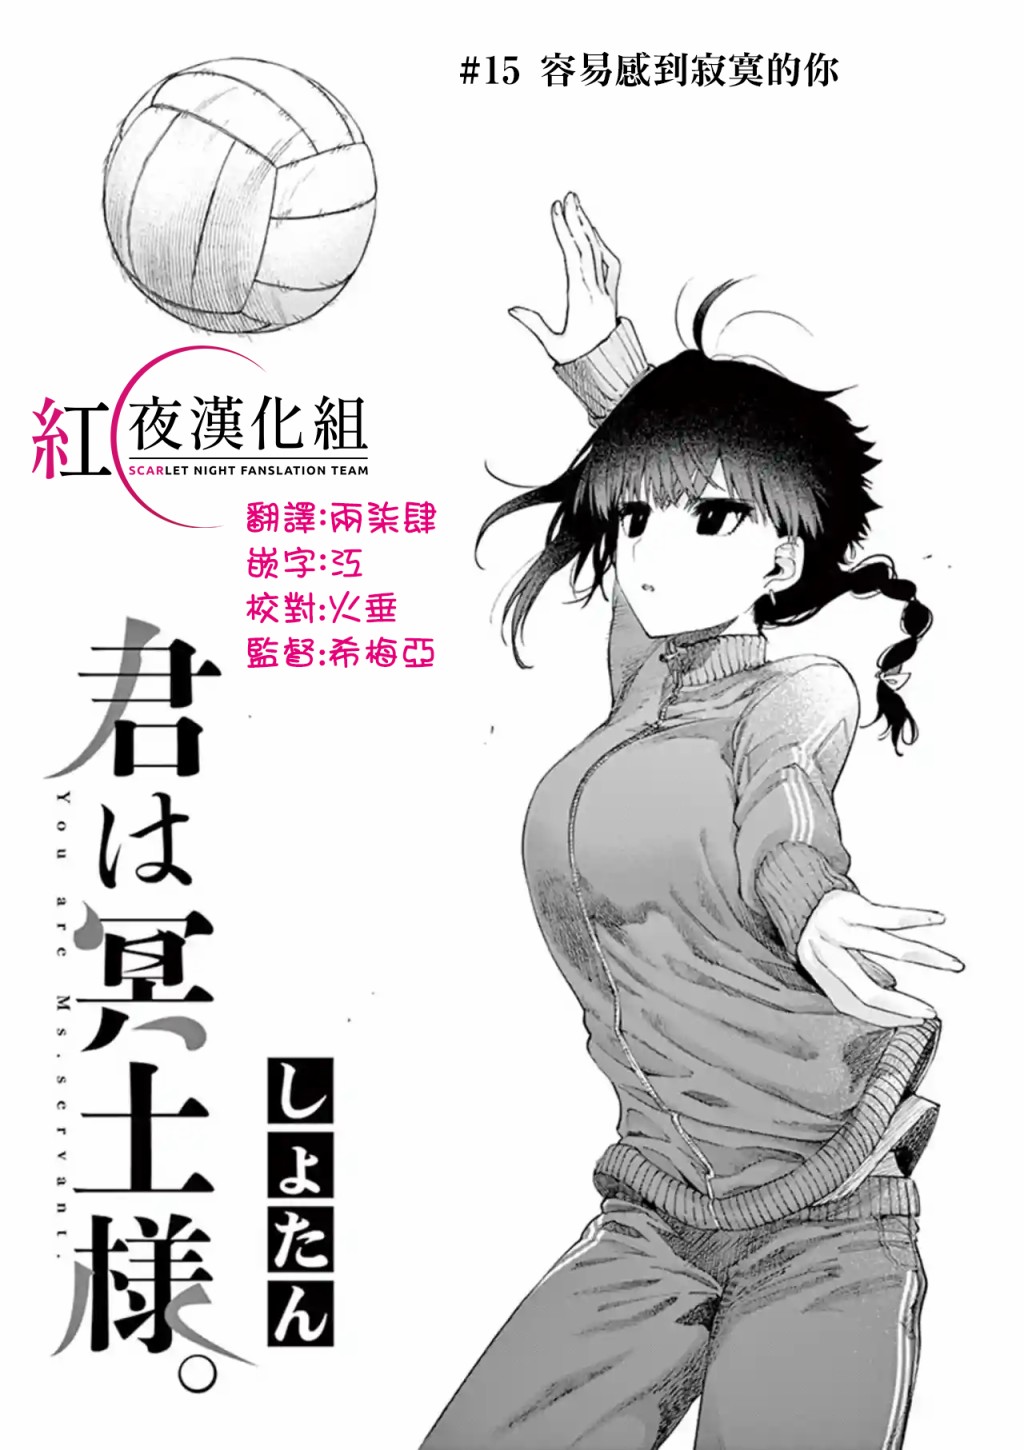 #15 容易感到寂寞的你
紅夜漢化組
SCARLET NIGHT FANSLATION TEAM
翻譯:兩柒肆
嵌字:江
校對:火垂
監督:希梅亞
君は冥土様。
You are Ms.servant.
しょたん